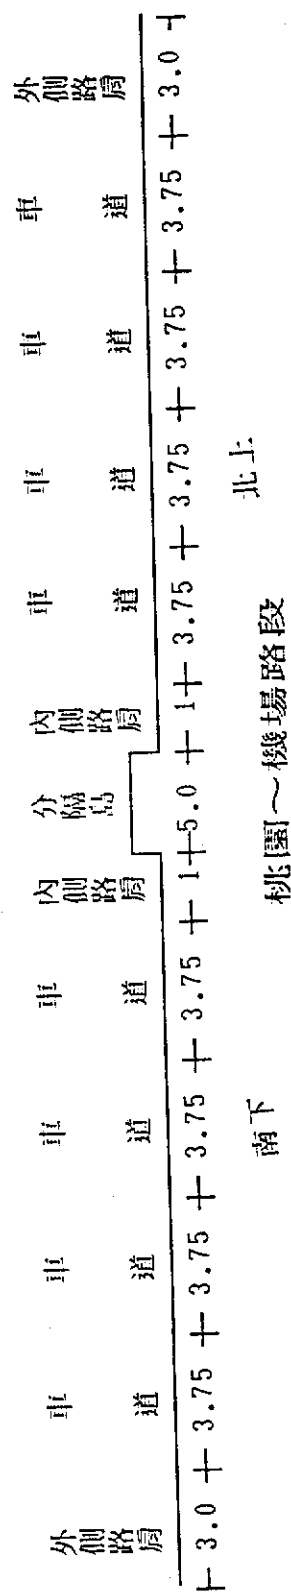 外側路肩 車道 車道 車道 車道 內側路肩 分隔島 內側路肩 車道 車道 車道 車道 外側路肩
3.0 + 3.75 + 3.75 + 3.75 + 3.75 + 1 + 5.0 + 1 + 3.75 + 3.75 + 3.75 + 3.75 + 3.0
南下 北上
桃園～機場路段